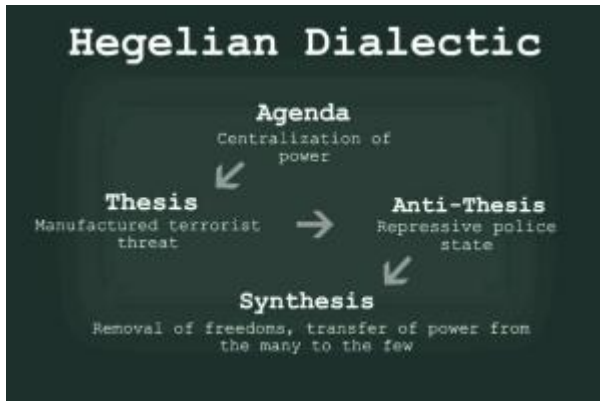 Hegelian Dialectic
Agenda
Centralization of
power
Thesis
Manufactured terrorist
threat
Anti-Thesis
Repressive police
state
Synthesis
Removal of freedoms, transfer of power from
the many to the few